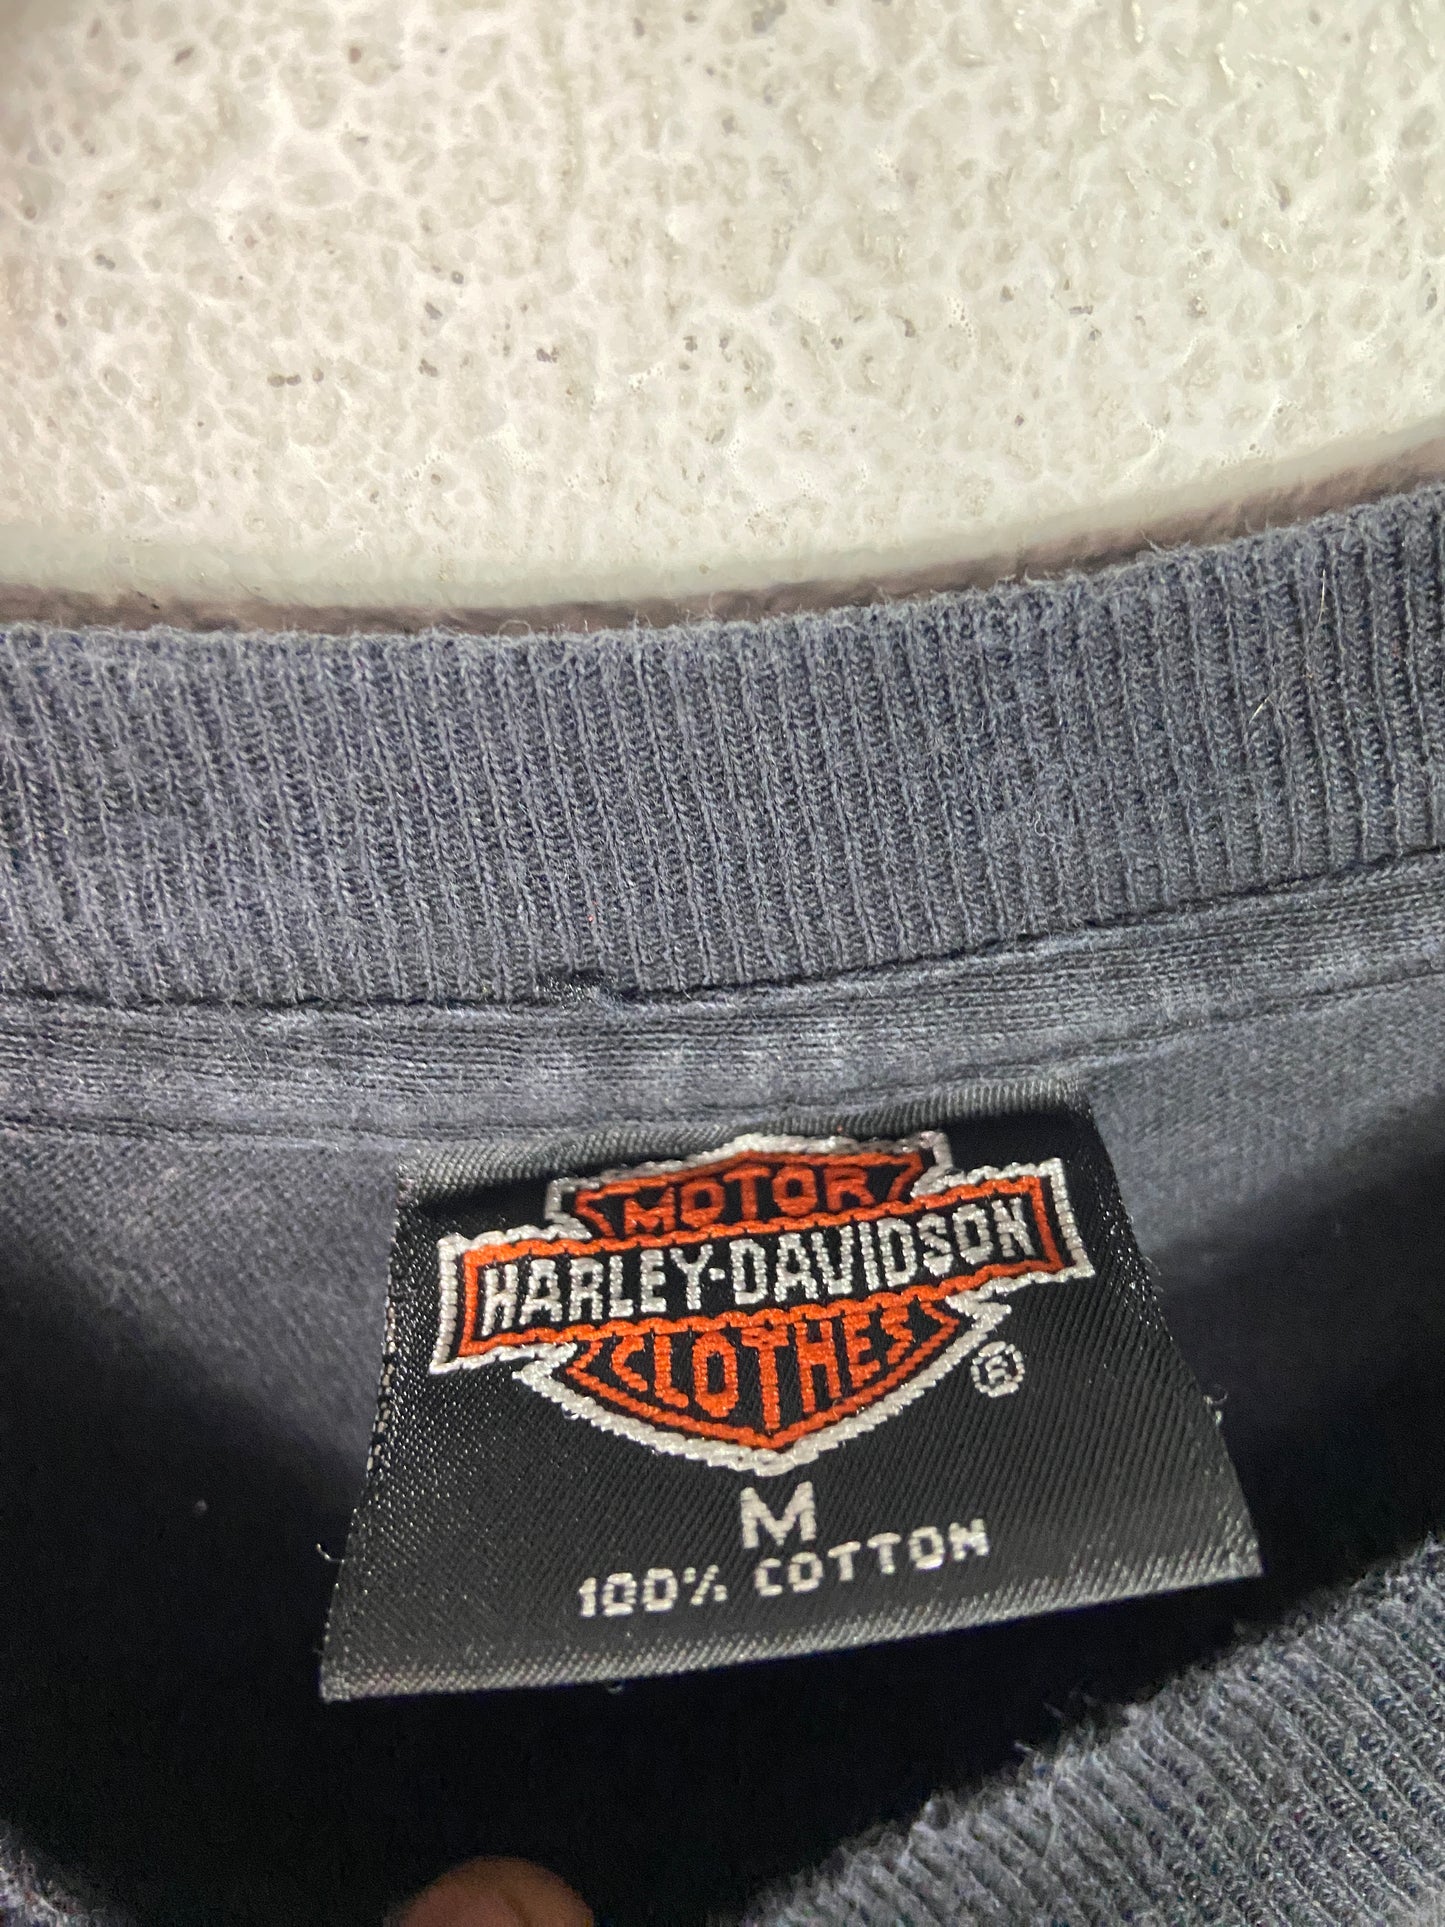 MOTOR
HARLEY-DAVIDSON
CLOTHES
®
M
100% COTTON